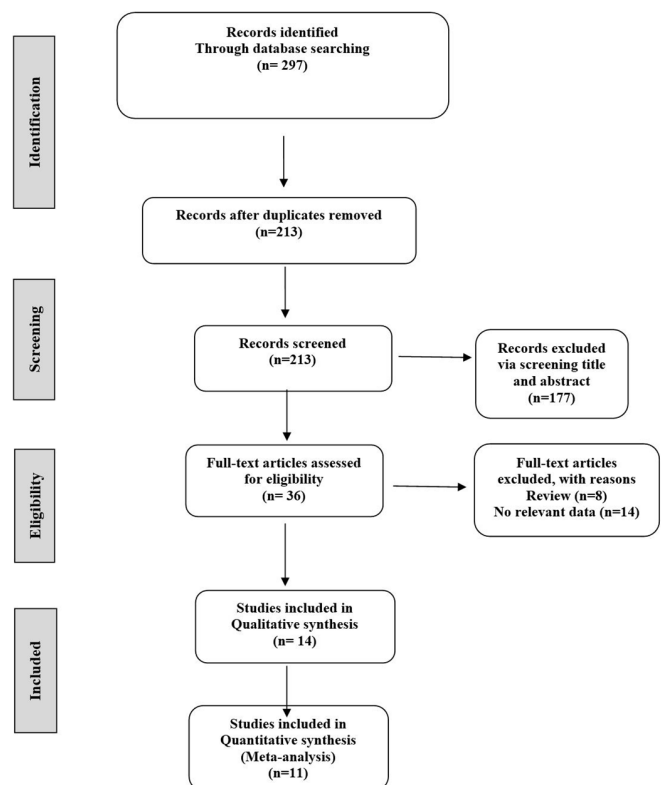 Identification
Records identified
Through database searching
(n= 297)
Records after duplicates removed
(n=213)
Screening
Records screened
(n=213)
Records excluded
via screening title
and abstract
(n=177)
Eligibility
Full-text articles assessed
for eligibility
(n= 36)
Full-text articles
excluded, with reasons
Review (n=8)
No relevant data (n=14)
Included
Studies included in
Qualitative synthesis
(n= 14)
Studies included in
Quantitative synthesis
(Meta-analysis)
(n=11)